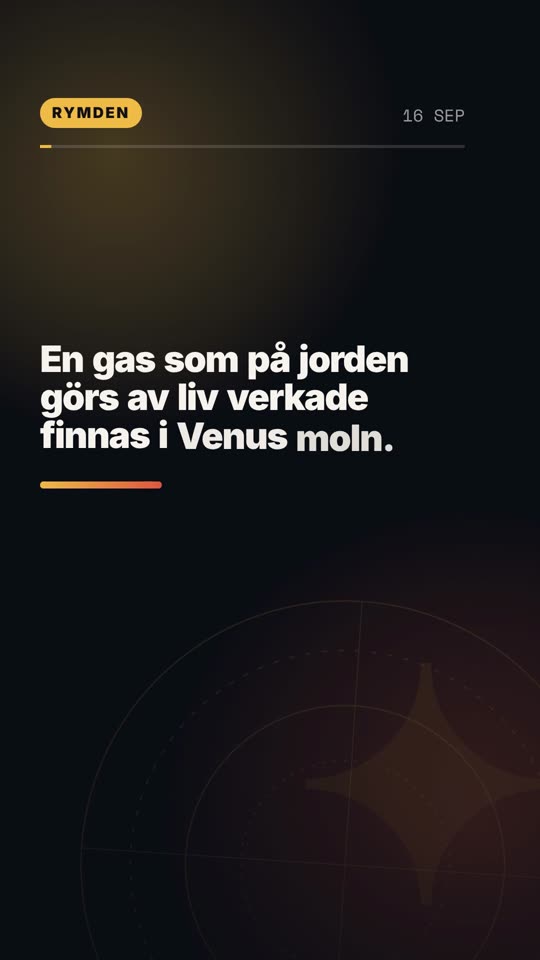 RYMDEN
16 SEP
En gas som på jorden
görs av liv verkade
finnas i Venus moln.